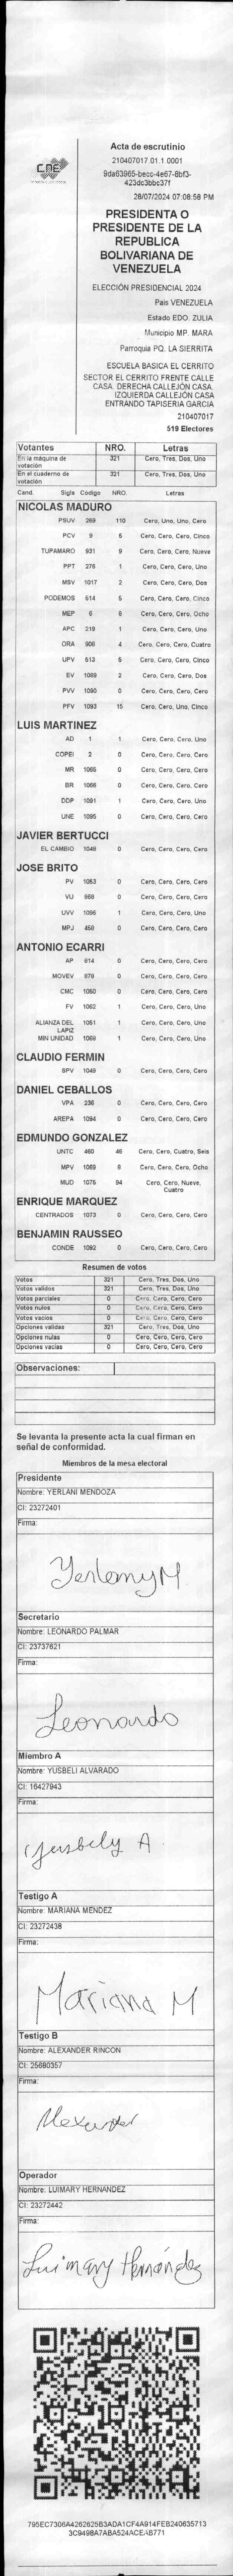 CNE
Acta de escrutinio
210407017.01.1.0001
9da63965-becc-4e67-8bf3-
423dc3bbc37f
28/07/2024 07:08:58 PM
PRESIDENTA O
PRESIDENTE DE LA
REPUBLICA
BOLIVARIANA DE
VENEZUELA
ELECCIÓN PRESIDENCIAL 2024
Pais VENEZUELA
Estado EDO. ZULIA
Municipio MP. MARA
Parroquia PQ. LA SIERRITA
ESCUELA BASICA EL CERRITO
SECTOR EL CERRITO FRENTE CALLE
CASA. DERECHA CALLEJÓN CASA.
IZQUIERDA CALLEJÓN CASA
ENTRANDO TAPISERIA GARCIA
210407017
519 Electores
Votantes NRO. Letras
En la máquina de votación 321 Cero, Tres, Dos, Uno
En el cuaderno de votación 321 Cero, Tres, Dos, Uno
Cand. Sigla Código NRO. Letras
NICOLAS MADURO
PSUV 269 110 Cero, Uno, Uno, Cero
PCV 9 5 Cero, Cero, Cero, Cinco
TUPAMARO 931 9 Cero, Cero, Cero, Nueve
PPT 276 1 Cero, Cero, Cero, Uno
MSV 1017 2 Cero, Cero, Cero, Dos
PODEMOS 514 5 Cero, Cero, Cero, Cinco
MEP 6 8 Cero, Cero, Cero, Ocho
APC 219 1 Cero, Cero, Cero, Uno
ORA 906 4 Cero, Cero, Cero, Cuatro
UPV 513 5 Cero, Cero, Cero, Cinco
EV 1089 2 Cero, Cero, Cero, Dos
PVV 1090 0 Cero, Cero, Cero, Cero
PFV 1093 15 Cero, Cero, Uno, Cinco
LUIS MARTINEZ
AD 1 1 Cero, Cero, Cero, Uno
COPEI 2 0 Cero, Cero, Cero, Cero
MR 1065 0 Cero, Cero, Cero, Cero
BR 1066 0 Cero, Cero, Cero, Cero
DDP 1091 1 Cero, Cero, Cero, Uno
UNE 1095 0 Cero, Cero, Cero, Cero
JAVIER BERTUCCI
EL CAMBIO 1048 0 Cero, Cero, Cero, Cero
JOSE BRITO
PV 1053 0 Cero, Cero, Cero, Cero
VU 868 0 Cero, Cero, Cero, Cero
UVV 1096 1 Cero, Cero, Cero, Uno
MPJ 458 0 Cero, Cero, Cero, Cero
ANTONIO ECARRI
AP 814 0 Cero, Cero, Cero, Cero
MOVEV 878 0 Cero, Cero, Cero, Cero
CMC 1050 0 Cero, Cero, Cero, Cero
FV 1062 1 Cero, Cero, Cero, Uno
ALIANZA DEL LAPIZ 1051 1 Cero, Cero, Cero, Uno
MIN UNIDAD 1069 1 Cero, Cero, Cero, Uno
CLAUDIO FERMIN
SPV 1049 0 Cero, Cero, Cero, Cero
DANIEL CEBALLOS
VPA 236 0 Cero, Cero, Cero, Cero
AREPA 1094 0 Cero, Cero, Cero, Cero
EDMUNDO GONZALEZ
UNTC 460 46 Cero, Cero, Cuatro, Seis
MPV 1069 8 Cero, Cero, Cero, Ocho
MUD 1075 94 Cero, Cero, Nueve, Cuatro
ENRIQUE MARQUEZ
CENTRADOS 1073 0 Cero, Cero, Cero, Cero
BENJAMIN RAUSSEO
CONDE 1092 0 Cero, Cero, Cero, Cero
Resumen de votos
Votos 321 Cero, Tres, Dos, Uno
Votos validos 321 Cero, Tres, Dos, Uno
Votos parciales 0 Cero, Cero, Cero, Cero
Votos nulos 0 Cero, Cero, Cero, Cero
Votos vacios 0 Cero, Cero, Cero, Cero
Opciones validas 321 Cero, Tres, Dos, Uno
Opciones nulas 0 Cero, Cero, Cero, Cero
Opciones vacias 0 Cero, Cero, Cero, Cero
Observaciones:
Se levanta la presente acta la cual firman en
señal de conformidad.
Miembros de la mesa electoral
Presidente
Nombre: YERLANI MENDOZA
CI: 23272401
Firma:
Yerlany M
Secretario
Nombre: LEONARDO PALMAR
CI: 23737621
Firma:
Leonardo
Miembro A
Nombre: YUSBELI ALVARADO
CI: 16427943
Firma:
Yusbely A
Testigo A
Nombre: MARIANA MENDEZ
CI: 23272438
Firma:
Mariana M
Testigo B
Nombre: ALEXANDER RINCON
CI: 25680357
Firma:
Alexander
Operador
Nombre: LUIMARY HERNANDEZ
CI: 23272442
Firma:
Luimary Hernández
795EC7306A4262625B3ADA1CF4A914FEB240635713
3C9498A7ABA524ACEAB771